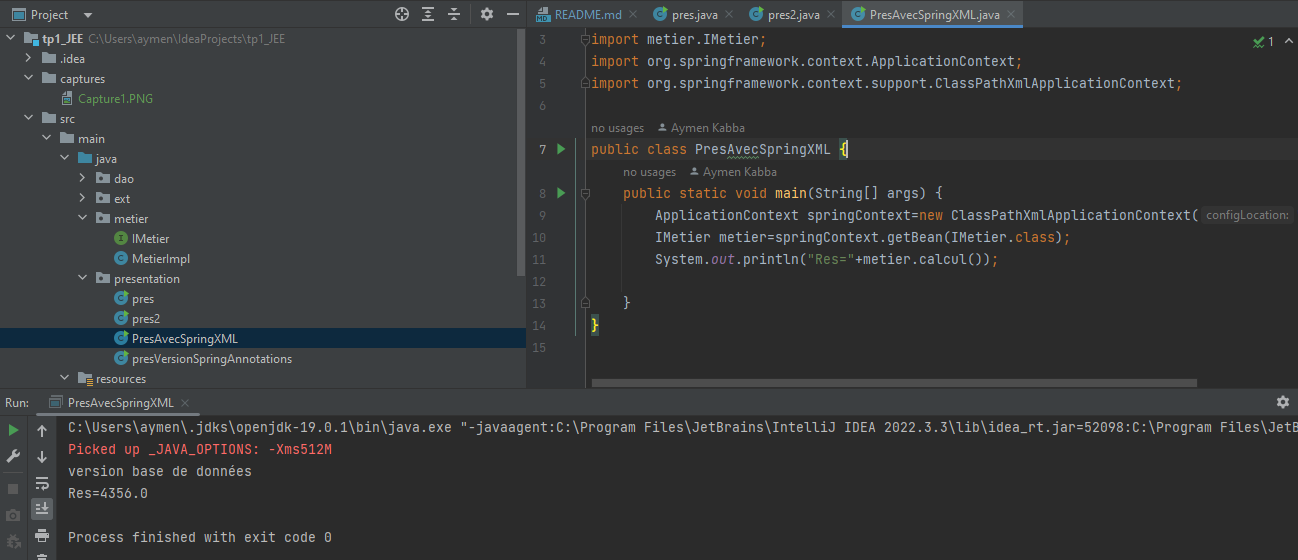 Project
tp1_JEE C:\Users\aymen\IdeaProjects\tp1_JEE
.idea
captures
Capture1.PNG
src
main
java
dao
ext
metier
IMetier
MetierImpl
presentation
pres
pres2
PresAvecSpringXML
presVersionSpringAnnotations
resources
README.md
pres.java
pres2.java
PresAvecSpringXML.java
1
3 import metier.IMetier;
4 import org.springframework.context.ApplicationContext;
5 import org.springframework.context.support.ClassPathXmlApplicationContext;
6
no usages Aymen Kabba
7 public class PresAvecSpringXML {
no usages Aymen Kabba
8 public static void main(String[] args) {
9 ApplicationContext springContext=new ClassPathXmlApplicationContext( configLocation:
10 IMetier metier=springContext.getBean(IMetier.class);
11 System.out.println("Res="+metier.calcul());
12
13 }
14 }
15
Run: PresAvecSpringXML
C:\Users\aymen\.jdks\openjdk-19.0.1\bin\java.exe "-javaagent:C:\Program Files\JetBrains\IntelliJ IDEA 2022.3.3\lib\idea_rt.jar=52098:C:\Program Files\JetB
Picked up _JAVA_OPTIONS: -Xms512M
version base de données
Res=4356.0
Process finished with exit code 0